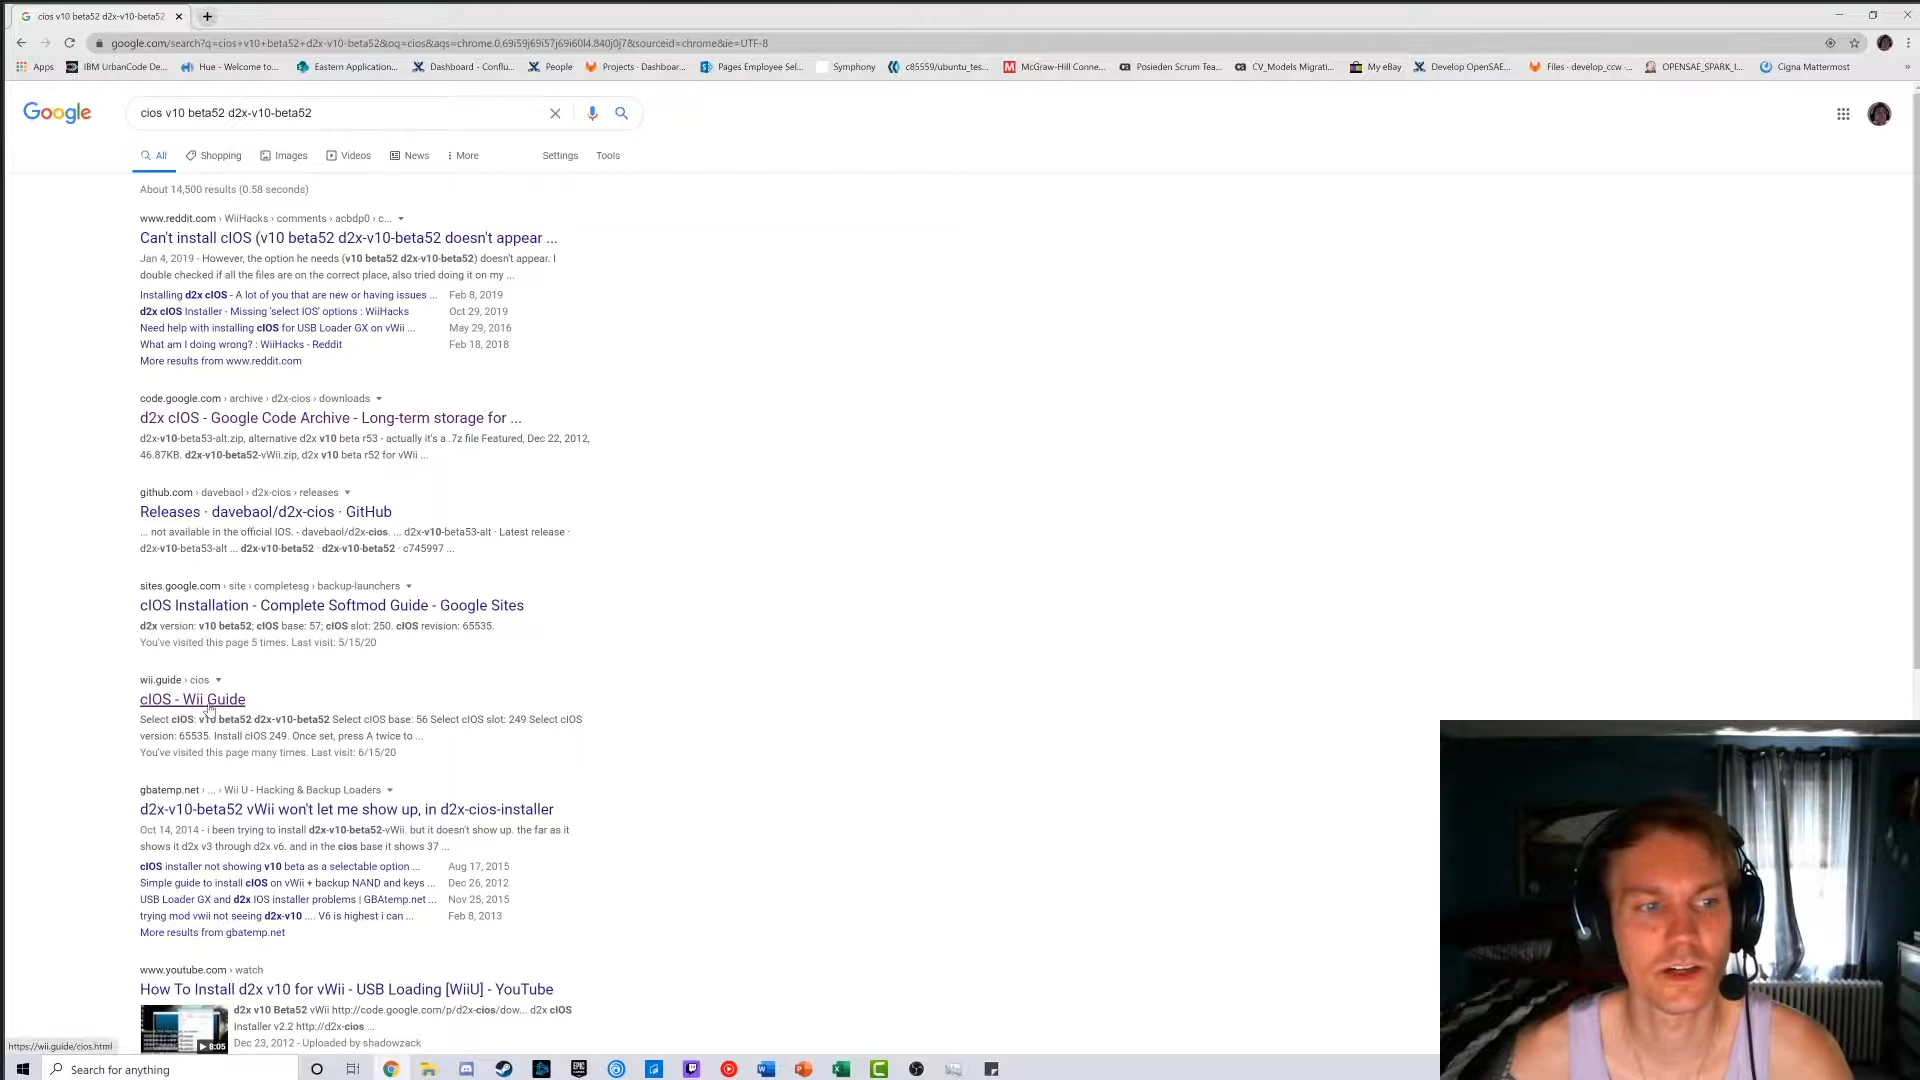 cios v10 beta52 d2x-v10-beta52
google.com/search?q=cios+v10+beta52+d2x-v10-beta52&oq=cios&aqs=chrome.0.69i59j69i57j69i60l4.840j0j7&sourceid=chrome&ie=UTF-8
Apps IBM UrbanCode De... Hue - Welcome to... Eastern Application... Dashboard - Conflu... People Projects · Dashboar... Pages Employee Sel... Symphony c85559/ubuntu_tes... McGraw-Hill Conne... Posieden Scrum Tea... CV_Models Migrati... My eBay Develop OpenSAE... Files · develop_ccw ·... OPENSAE_SPARK_I... Cigna Mattermost »
Google cios v10 beta52 d2x-v10-beta52
All Shopping Images Videos News More Settings Tools
About 14,500 results (0.58 seconds)
www.reddit.com › WiiHacks › comments › acbdp0 › c...
Can't install cIOS (v10 beta52 d2x-v10-beta52 doesn't appear ...
Jan 4, 2019 - However, the option he needs (v10 beta52 d2x-v10-beta52) doesn't appear. I
double checked if all the files are on the correct place, also tried doing it on my ...
Installing d2x cIOS - A lot of you that are new or having issues ... Feb 8, 2019
d2x cIOS Installer - Missing 'select IOS' options : WiiHacks Oct 29, 2019
Need help with installing cIOS for USB Loader GX on vWii ... May 29, 2016
What am I doing wrong? : WiiHacks - Reddit Feb 18, 2018
More results from www.reddit.com
code.google.com › archive › d2x-cios › downloads
d2x cIOS - Google Code Archive - Long-term storage for ...
d2x-v10-beta53-alt.zip, alternative d2x v10 beta r53 - actually it's a .7z file Featured, Dec 22, 2012,
46.87KB. d2x-v10-beta52-vWii.zip, d2x v10 beta r52 for vWii ...
github.com › davebaol › d2x-cios › releases
Releases · davebaol/d2x-cios · GitHub
... not available in the official IOS. - davebaol/d2x-cios. ... d2x-v10-beta53-alt · Latest release ·
d2x-v10-beta53-alt ... d2x-v10-beta52 · d2x-v10-beta52 · c745997 ...
sites.google.com › site › completesg › backup-launchers
cIOS Installation - Complete Softmod Guide - Google Sites
d2x version: v10 beta52; cIOS base: 57; cIOS slot: 250. cIOS revision: 65535.
You've visited this page 5 times. Last visit: 5/15/20
wii.guide › cios
cIOS - Wii Guide
Select cIOS: v10 beta52 d2x-v10-beta52 Select cIOS base: 56 Select cIOS slot: 249 Select cIOS
version: 65535. Install cIOS 249. Once set, press A twice to ...
You've visited this page many times. Last visit: 6/15/20
gbatemp.net › ... › Wii U - Hacking & Backup Loaders
d2x-v10-beta52 vWii won't let me show up, in d2x-cios-installer
Oct 14, 2014 - i been trying to install d2x-v10-beta52-vWii. but it doesn't show up. the far as it
shows it d2x v3 through d2x v6. and in the cios base it shows 37 ...
cIOS installer not showing v10 beta as a selectable option ... Aug 17, 2015
Simple guide to install cIOS on vWii + backup NAND and keys ... Dec 26, 2012
USB Loader GX and d2x IOS installer problems | GBAtemp.net ... Nov 25, 2015
trying mod vwii not seeing d2x-v10 .... V6 is highest i can ... Feb 8, 2013
More results from gbatemp.net
www.youtube.com › watch
How To Install d2x v10 for vWii - USB Loading [WiiU] - YouTube
d2x v10 Beta52 vWii http://code.google.com/p/d2x-cios/dow... d2x cIOS
Installer v2.2 http://d2x-cios ...
8:05
Dec 23, 2012 - Uploaded by shadowzack
https://wii.guide/cios.html
Search for anything